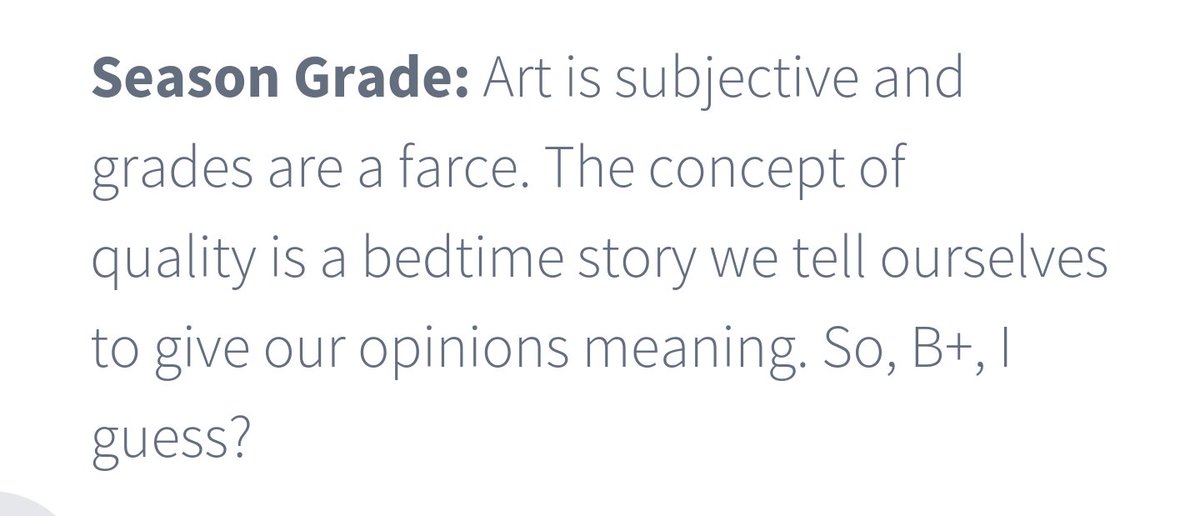 Season Grade: Art is subjective and
grades are a farce. The concept of
quality is a bedtime story we tell ourselves
to give our opinions meaning. So, B+, I
guess?